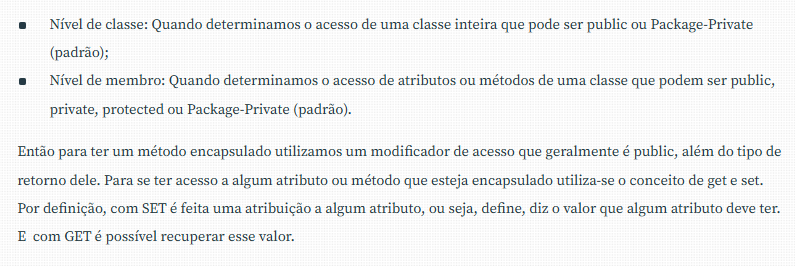 ▪ Nível de classe: Quando determinamos o acesso de uma classe inteira que pode ser public ou Package-Private
(padrão);
▪ Nível de membro: Quando determinamos o acesso de atributos ou métodos de uma classe que podem ser public,
private, protected ou Package-Private (padrão).
Então para ter um método encapsulado utilizamos um modificador de acesso que geralmente é public, além do tipo de
retorno dele. Para se ter acesso a algum atributo ou método que esteja encapsulado utiliza-se o conceito de get e set.
Por definição, com SET é feita uma atribuição a algum atributo, ou seja, define, diz o valor que algum atributo deve ter.
E com GET é possível recuperar esse valor.